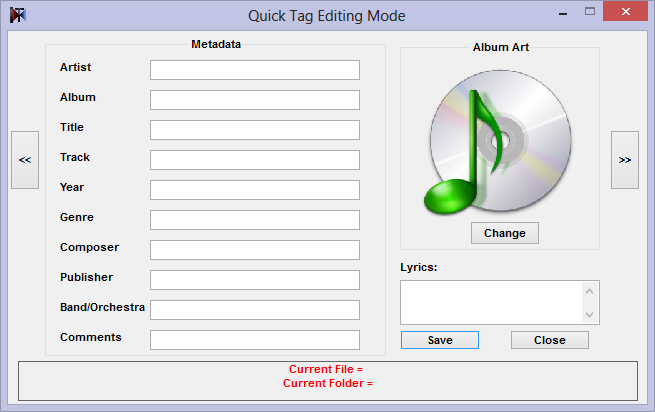 Quick Tag Editing Mode
Metadata
Artist
Album
Title
Track
Year
Genre
Composer
Publisher
Band/Orchestra
Comments
<<
Album Art
Change
>>
Lyrics:
Save
Close
Current File =
Current Folder =